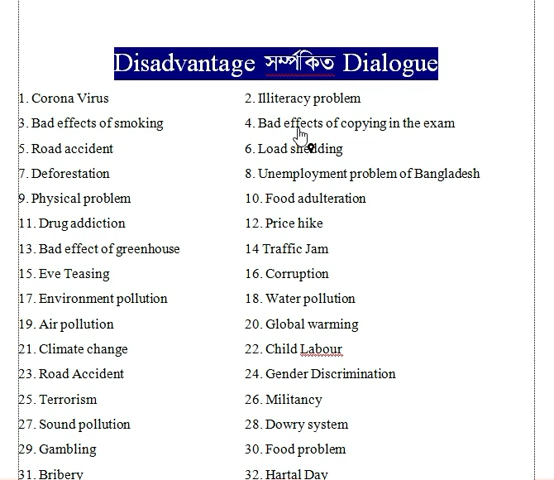 Disadvantage সম্পর্কিত Dialogue
1. Corona Virus 2. Illiteracy problem
3. Bad effects of smoking 4. Bad effects of copying in the exam
5. Road accident 6. Load shedding
7. Deforestation 8. Unemployment problem of Bangladesh
9. Physical problem 10. Food adulteration
11. Drug addiction 12. Price hike
13. Bad effect of greenhouse 14 Traffic Jam
15. Eve Teasing 16. Corruption
17. Environment pollution 18. Water pollution
19. Air pollution 20. Global warming
21. Climate change 22. Child Labour
23. Road Accident 24. Gender Discrimination
25. Terrorism 26. Militancy
27. Sound pollution 28. Dowry system
29. Gambling 30. Food problem
31. Bribery 32. Hartal Day